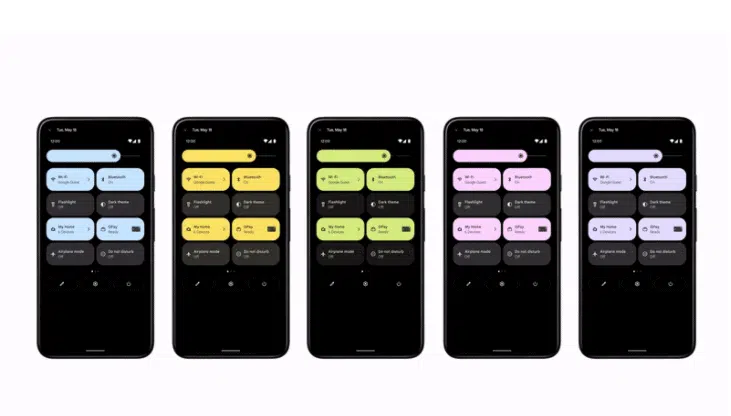 Tue, May 18
12:00
Wi-Fi
Google Guest
Bluetooth
On
Flashlight
Off
Dark theme
Off
My Home
Devices
GPay
Ready
Airplane mode
Off
Do not disturb
Off
Tue, May 18
12:00
Wi-Fi
Google Guest
Bluetooth
On
Flashlight
Off
Dark theme
Off
My Home
Devices
GPay
Ready
Airplane mode
Off
Do not disturb
Off
Tue, May 18
12:00
Wi-Fi
Google Guest
Bluetooth
On
Flashlight
Off
Dark theme
Off
My Home
Devices
GPay
Ready
Airplane mode
Off
Do not disturb
Off
Tue, May 18
12:00
Wi-Fi
Google Guest
Bluetooth
On
Flashlight
Off
Dark theme
Off
My Home
Devices
GPay
Ready
Airplane mode
Off
Do not disturb
Off
Tue, May 18
12:00
Wi-Fi
Google Guest
Bluetooth
On
Flashlight
Off
Dark theme
Off
My Home
Devices
GPay
Ready
Airplane mode
Off
Do not disturb
Off